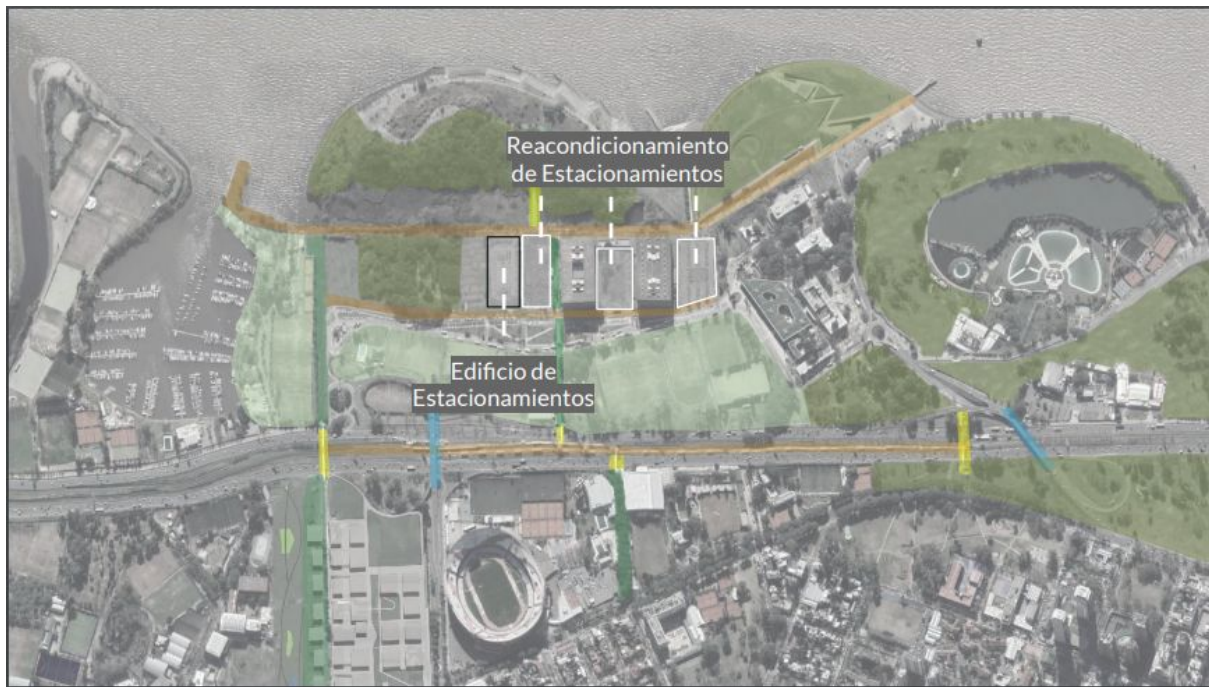 Reacondicionamiento
de Estacionamientos
Edificio de
Estacionamientos